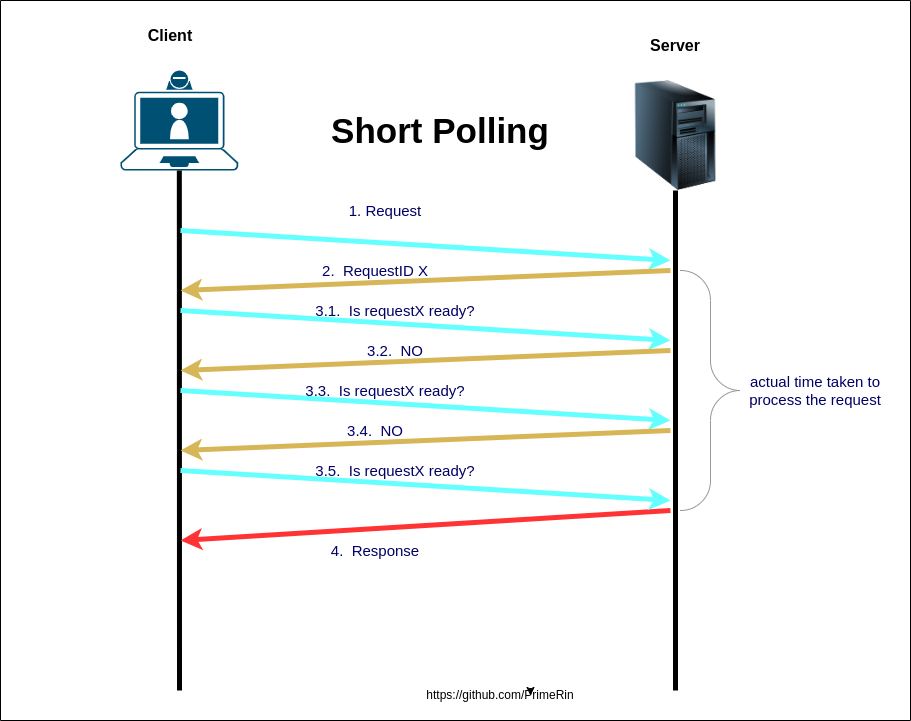 Client
Server
Short Polling
1. Request
2. RequestID X
3.1. Is requestX ready?
3.2. NO
3.3. Is requestX ready?
3.4. NO
3.5. Is requestX ready?
4. Response
actual time taken to
process the request
https://github.com/PrimeRin